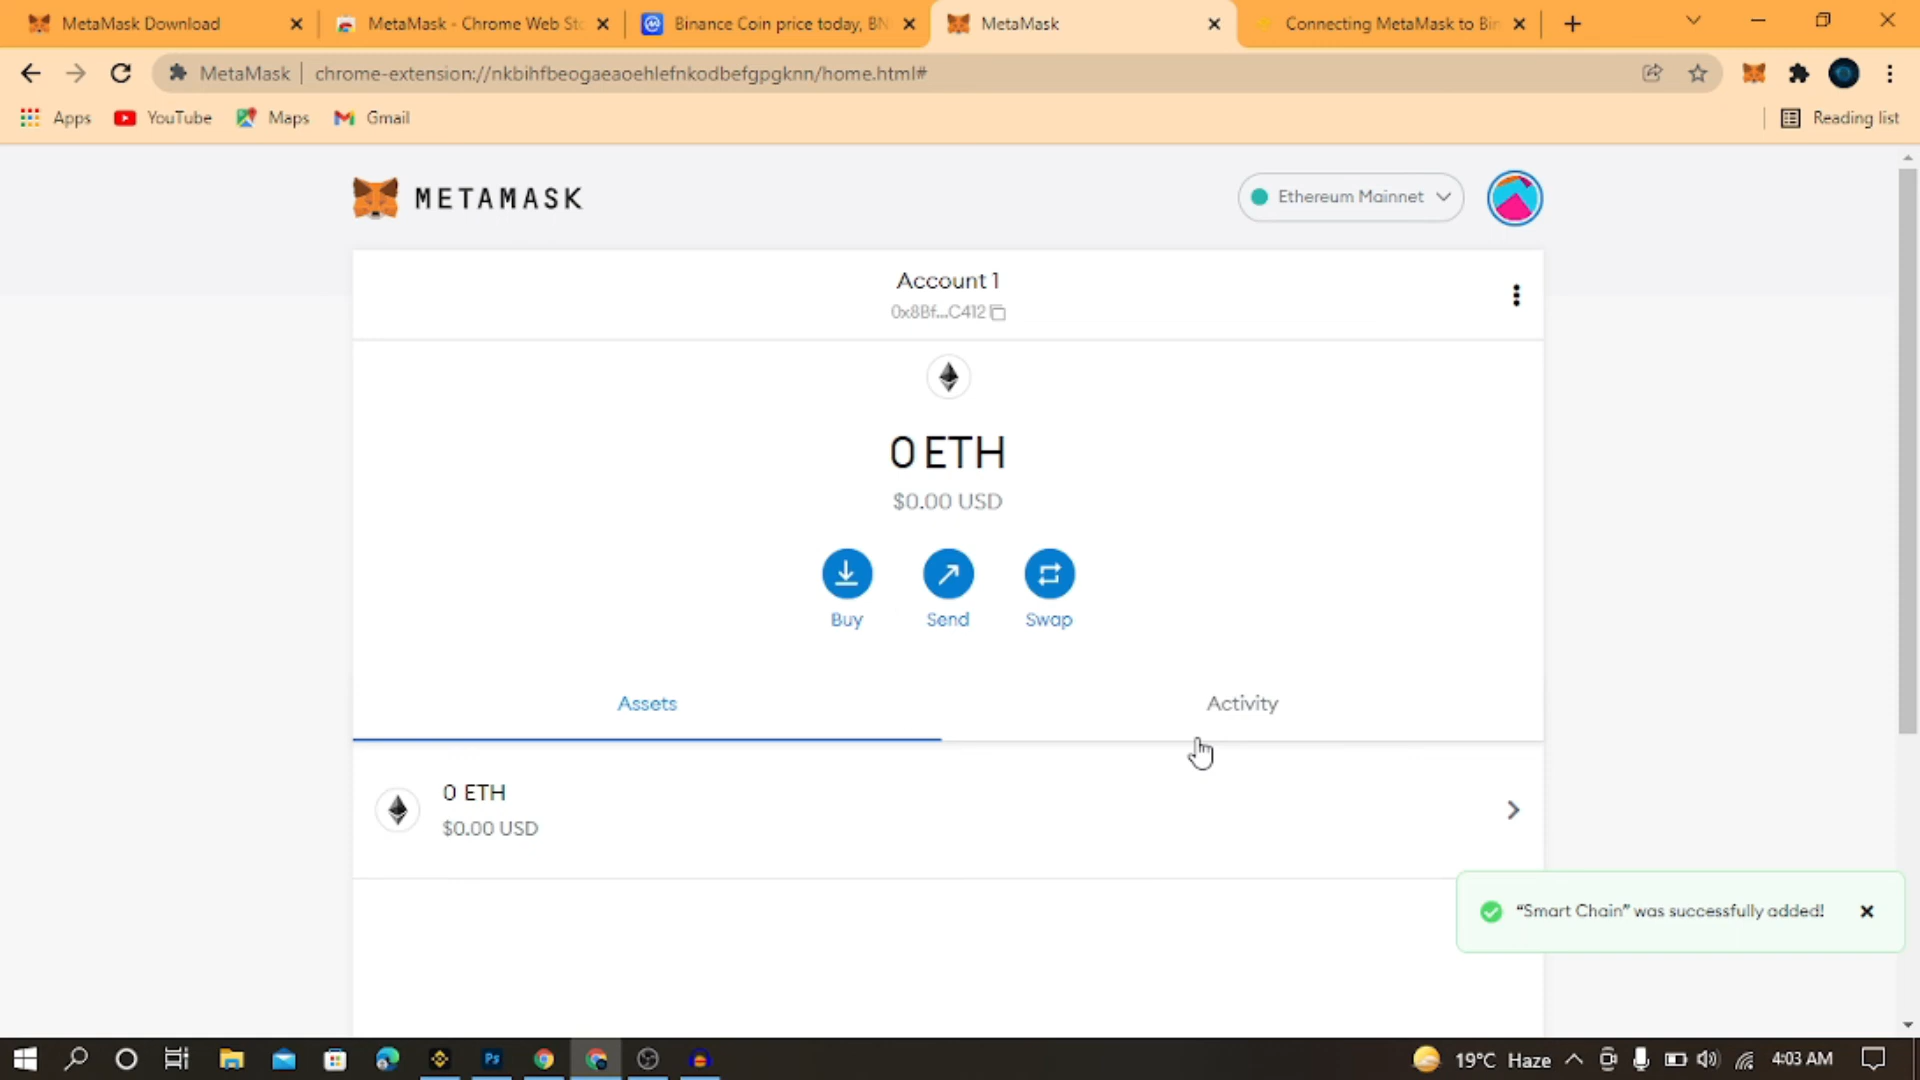 MetaMask Download
MetaMask - Chrome Web Sto
Binance Coin price today, BN
MetaMask
Connecting MetaMask to Bin
MetaMask
chrome-extension://nkbihfbeogaeaoehlefnkodbefgpgknn/home.html#
Apps
YouTube
Maps
Gmail
Reading list
METAMASK
Ethereum Mainnet
Account 1
0x8Bf...C412
0 ETH
$0.00 USD
Buy
Send
Swap
Assets
Activity
0 ETH
$0.00 USD
“Smart Chain” was successfully added!
Ps
19°C Haze
4:03 AM